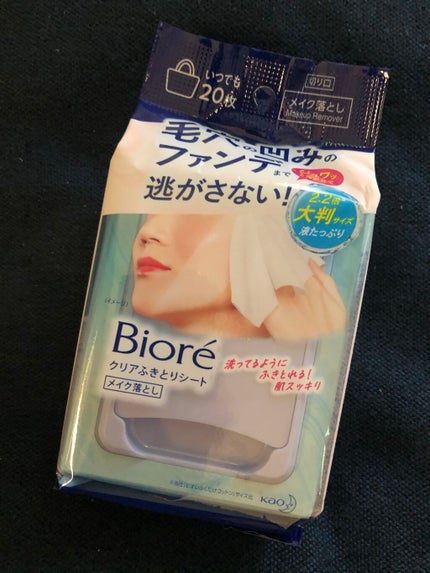 いつでも
20枚
切り口
メイク落とし
Makeup Remover
毛穴の凹みの
ファンデまで
逃がさない!
2.2倍
大判サイズ
液たっぷり
(イメージ)
Bioré
クリアふきとりシート
メイク落とし
洗ってるように
ふきとれる!
肌スッキリ
Kao